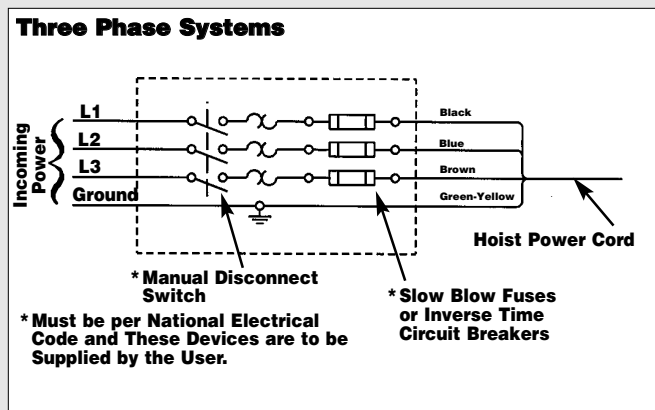 Three Phase Systems
Incoming
Power
L1
L2
L3
Ground
Black
Blue
Brown
Green-Yellow
Hoist Power Cord
*Manual Disconnect
Switch
*Slow Blow Fuses
or Inverse Time
Circuit Breakers
*Must be per National Electrical
Code and These Devices are to be
Supplied by the User.